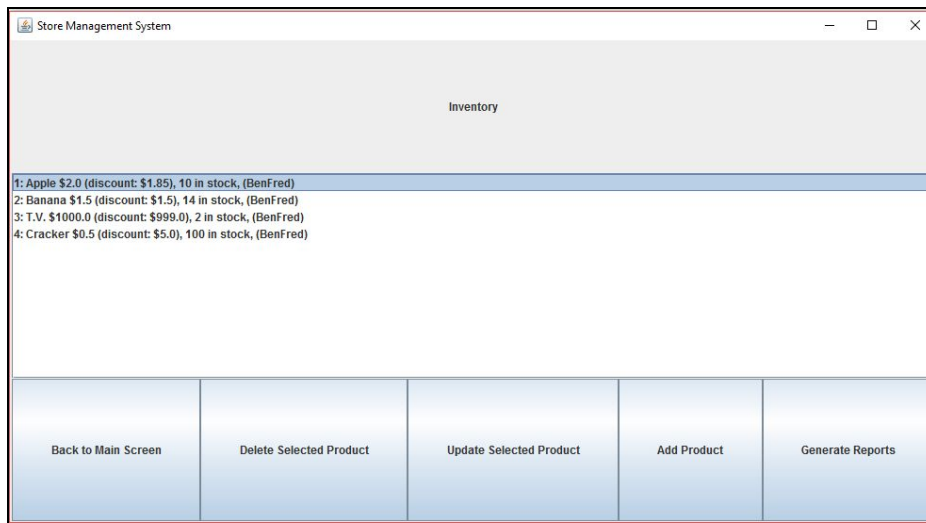 Store Management System
Inventory
1: Apple $2.0 (discount: $1.85), 10 in stock, (BenFred)
2: Banana $1.5 (discount: $1.5), 14 in stock, (BenFred)
3: T.V. $1000.0 (discount: $999.0), 2 in stock, (BenFred)
4: Cracker $0.5 (discount: $5.0), 100 in stock, (BenFred)
Back to Main Screen
Delete Selected Product
Update Selected Product
Add Product
Generate Reports